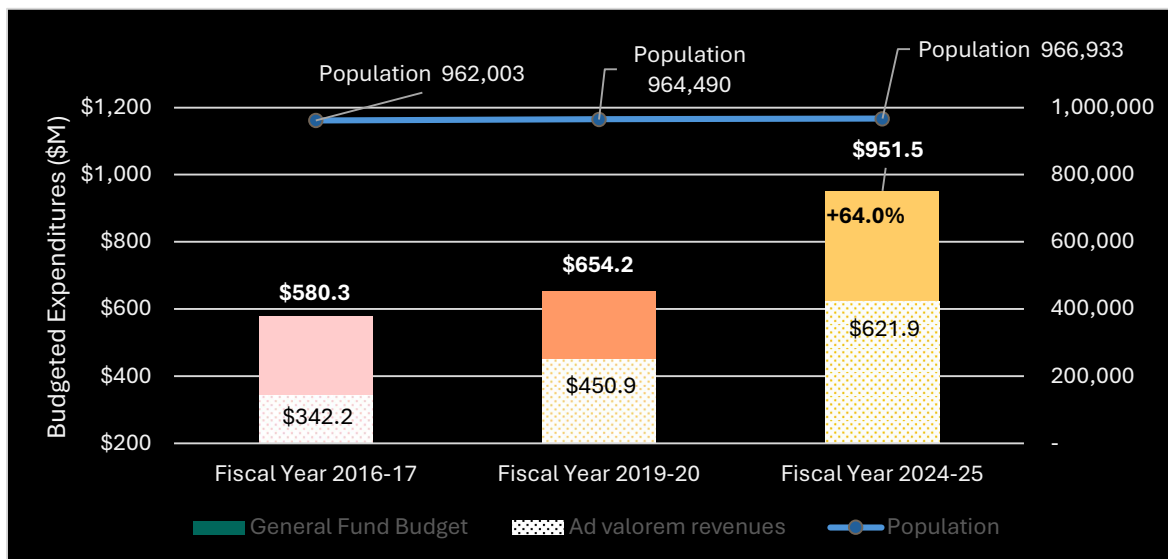 Population 962,003
Population
964,490
Population 966,933
Budgeted Expenditures ($M)
$1,200
$1,000
$800
$600
$400
$200
1,000,000
800,000
600,000
400,000
200,000
-
$580.3
$342.2
$654.2
$450.9
$951.5
+64.0%
$621.9
Fiscal Year 2016-17
Fiscal Year 2019-20
Fiscal Year 2024-25
General Fund Budget
Ad valorem revenues
Population